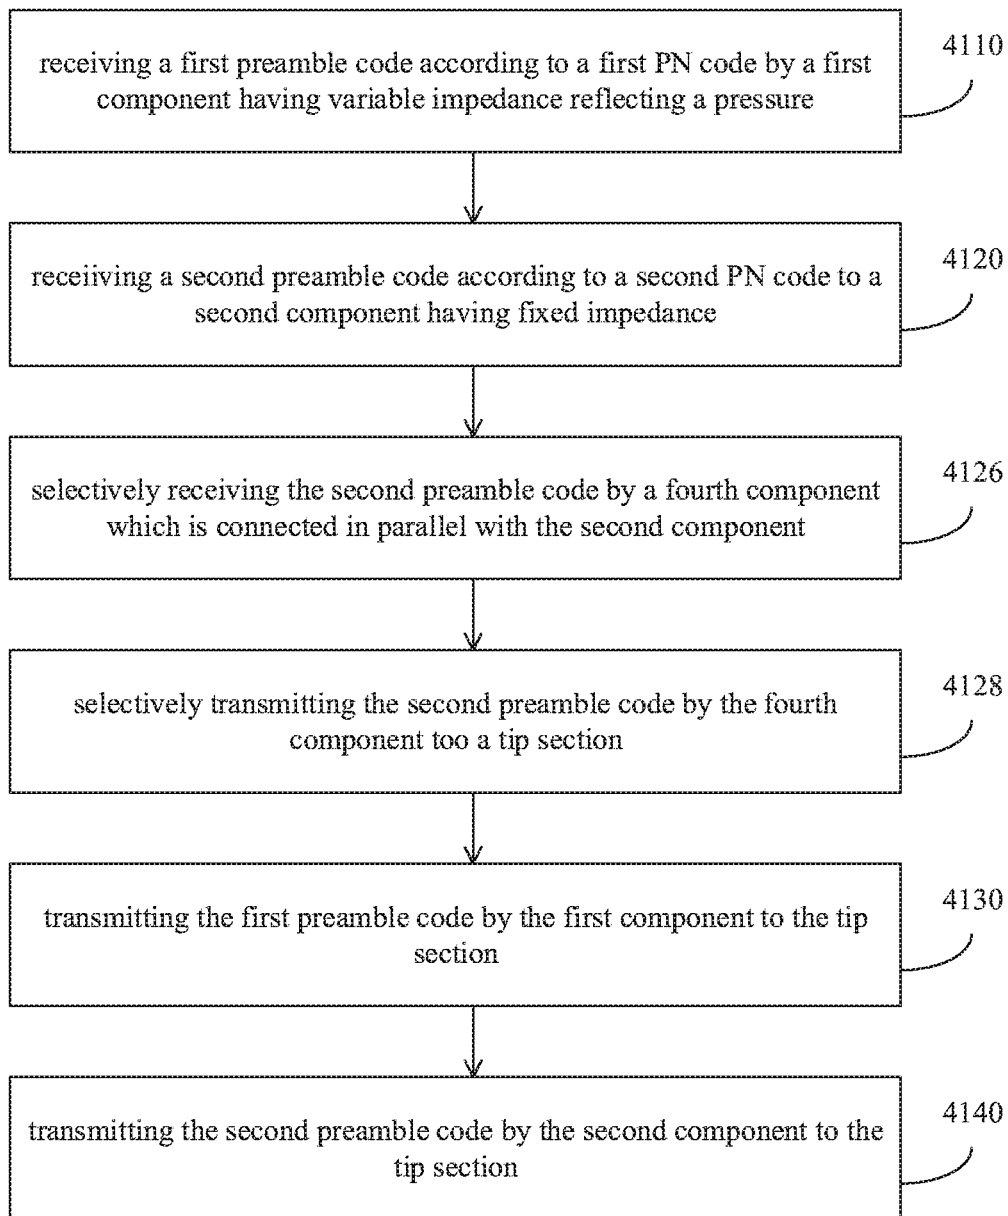 receiving a first preamble code according to a first PN code by a first
component having variable impedance reflecting a pressure
4110
receiiving a second preamble code according to a second PN code to a
second component having fixed impedance
4120
selectively receiving the second preamble code by a fourth component
which is connected in parallel with the second component
4126
selectively transmitting the second preamble code by the fourth
component too a tip section
4128
transmitting the first preamble code by the first component to the tip
section
4130
transmitting the second preamble code by the second component to the
tip section
4140